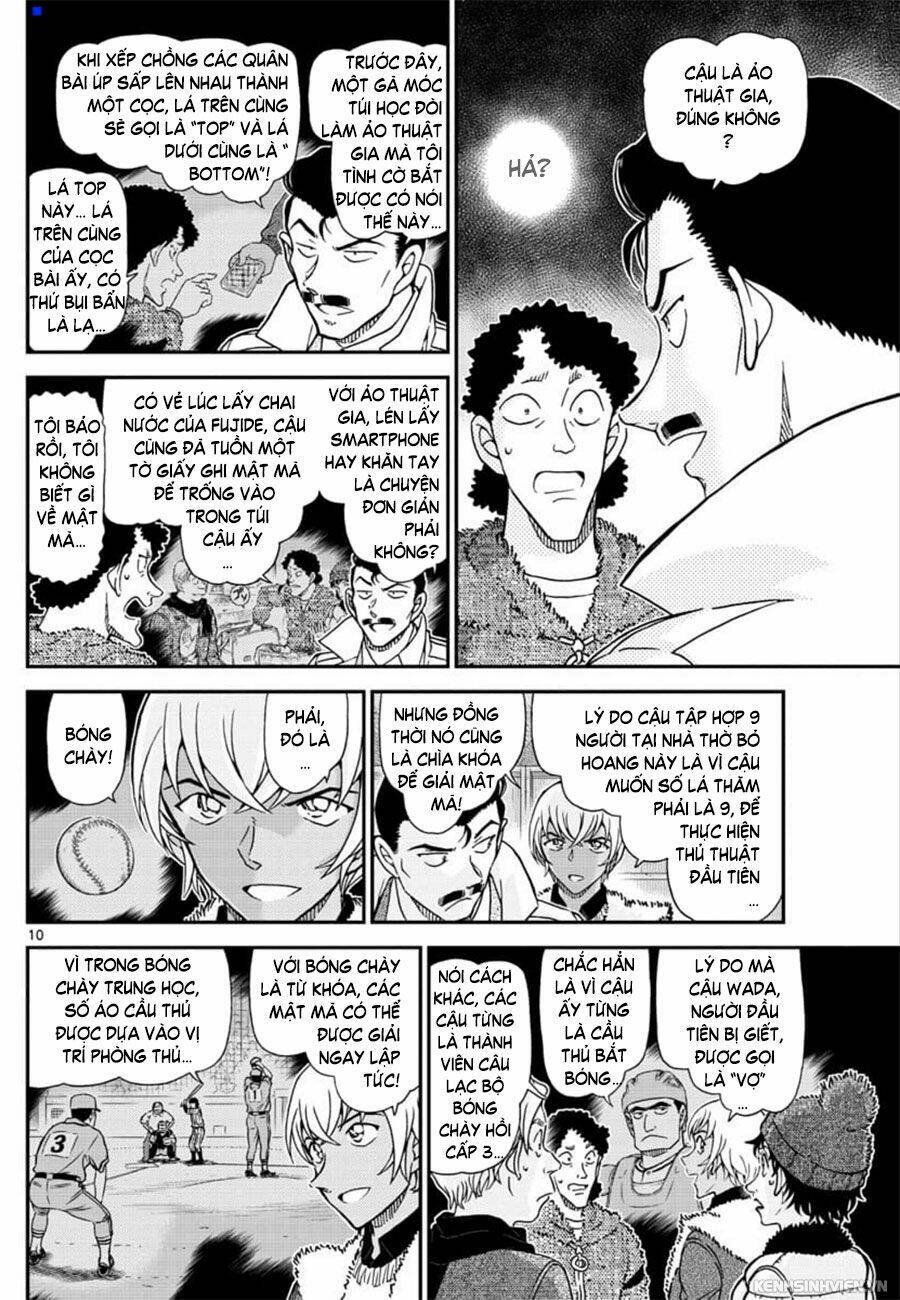 CẬU LÀ ẢO
THUẬT GIA,
ĐÚNG KHÔNG
?
HẢ?
TRƯỚC ĐÂY,
MỘT GÃ MÓC
TÚI HỌC ĐÒI
LÀM ẢO THUẬT
GIA MÀ TÔI
TÌNH CỜ BẮT
ĐƯỢC CÓ NÓI
THẾ NÀY...
KHI XẾP CHỒNG CÁC QUÂN
BÀI ÚP SẤP LÊN NHAU THÀNH
MỘT CỌC, LÁ TRÊN CÙNG
SẼ GỌI LÀ "TOP" VÀ LÁ
DƯỚI CÙNG LÀ "
BOTTOM"!
LÁ TOP
NÀY... LÁ
TRÊN CÙNG
CỦA CỌC
BÀI ẤY, CÓ
THỨ BỤI BẨN
LÀ LẠ...
VỚI ẢO THUẬT
GIA, LÉN LẤY
SMARTPHONE
HAY KHĂN TAY
LÀ CHUYỆN
ĐƠN GIẢN
PHẢI
KHÔNG?
CÓ VẺ LÚC LẤY CHAI
NƯỚC CỦA FUJIDE, CẬU
CŨNG ĐÃ TUỒN MỘT
TỜ GIẤY GHI MẬT MÃ
ĐỂ TRỐNG VÀO
TRONG TÚI
CẬU ẤY
...
TÔI BẢO
RỒI, TÔI
KHÔNG
BIẾT GÌ
VỀ MẬT
MÃ...
LÝ DO CẬU TẬP HỢP 9
NGƯỜI TẠI NHÀ THỜ BỎ
HOANG NÀY LÀ VÌ CẬU
MUỐN SỐ LÁ THĂM
PHẢI LÀ 9, ĐỂ
THỰC HIỆN
THỦ THUẬT
ĐẦU TIÊN
...
NHƯNG ĐỒNG
THỜI NÓ CŨNG
LÀ CHÌA KHÓA
ĐỂ GIẢI MẬT
MÃ!
PHẢI,
ĐÓ LÀ
...
BÓNG
CHÀY!
10
LÝ DO MÀ
CẬU WADA,
NGƯỜI ĐẦU
TIÊN BỊ GIẾT,
ĐƯỢC GỌI
LÀ "VỢ"
...
CHẮC HẲN
LÀ VÌ CẬU
ẤY TỪNG
LÀ CẦU
THỦ BẮT
BÓNG...
NÓI CÁCH
KHÁC, CÁC
CẬU TỪNG
LÀ THÀNH
VIÊN CÂU
LẠC BỘ
BÓNG
CHÀY HỒI
CẤP 3...
VỚI BÓNG CHÀY
LÀ TỪ KHÓA, CÁC
MẬT MÃ CÓ THỂ
ĐƯỢC GIẢI
NGAY LẬP
TỨC!
VÌ TRONG BÓNG
CHÀY TRUNG HỌC,
SỐ ÁO CẦU THỦ
ĐƯỢC DỰA VÀO VỊ
TRÍ PHÒNG THỦ...
3
1
KENHSINHVIEN.VN